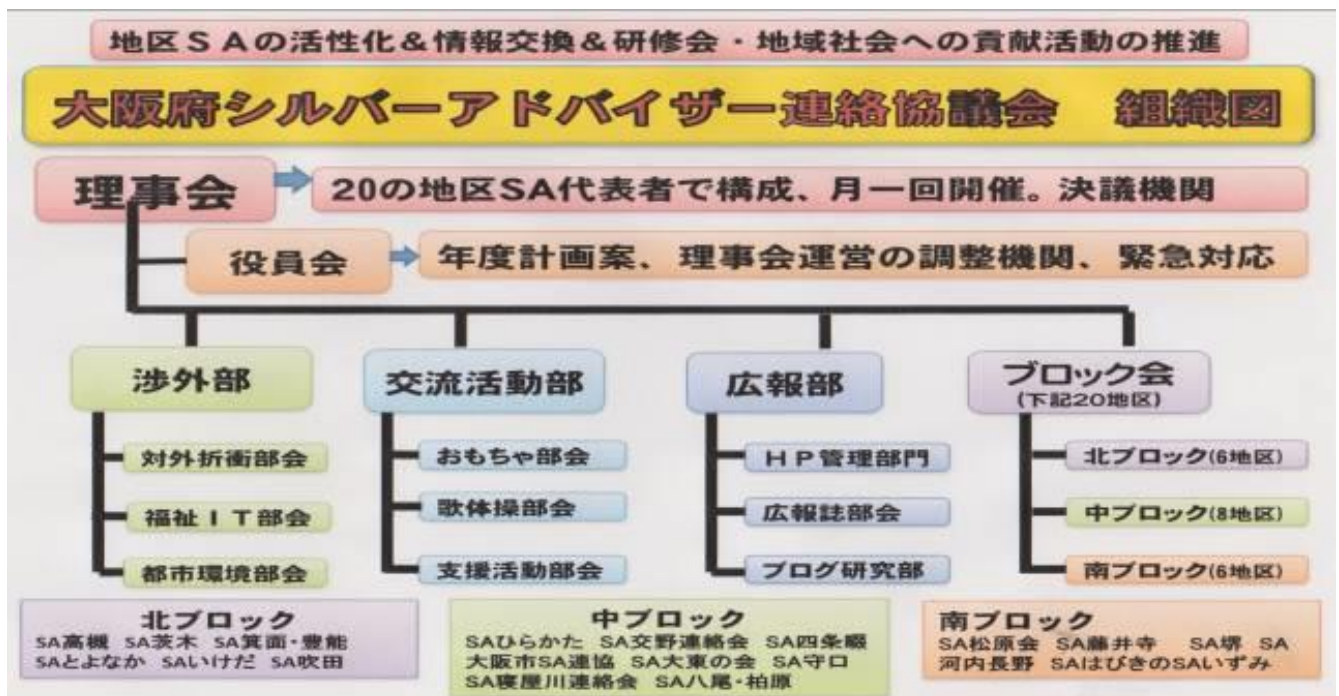 地区ＳＡの活性化＆情報交換＆研修会・地域社会への貢献活動の推進
大阪府シルバーアドバイザー連絡協議会　組織図
理事会
20の地区SA代表者で構成、月一回開催。決議機関
役員会
年度計画案、理事会運営の調整機関、緊急対応
渉外部
交流活動部
広報部
ブロック会
(下記20地区)
対外折衝部会
おもちゃ部会
ＨＰ管理部門
北ブロック(6地区)
福祉ＩＴ部会
歌体操部会
広報誌部会
中ブロック(8地区)
都市環境部会
支援活動部会
ブログ研究部
南ブロック(6地区)
北ブロック
SA高槻 SA茨木 SA箕面・豊能
SAとよなか SAいけだ SA吹田
中ブロック
SAひらかた SA交野連絡会 SA四条畷
大阪市SA連協 SA大東の会 SA守口
SA寝屋川連絡会 SA八尾・柏原
南ブロック
SA松原会 SA藤井寺 SA堺 SA
河内長野 SAはびきのSAいずみ